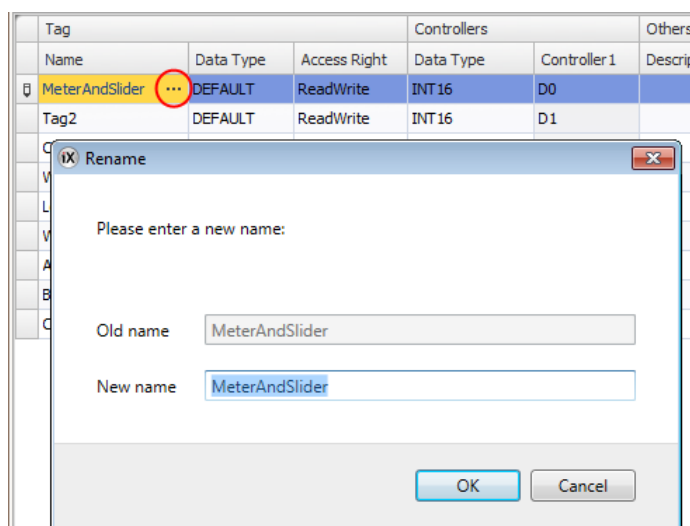 Tag Controllers Others
Name Data Type Access Right Data Type Controller1
MeterAndSlider ... DEFAULT ReadWrite INT16 D0
Tag2 DEFAULT ReadWrite INT16 D1
iX Rename
Please enter a new name:
Old name MeterAndSlider
New name MeterAndSlider
OK Cancel